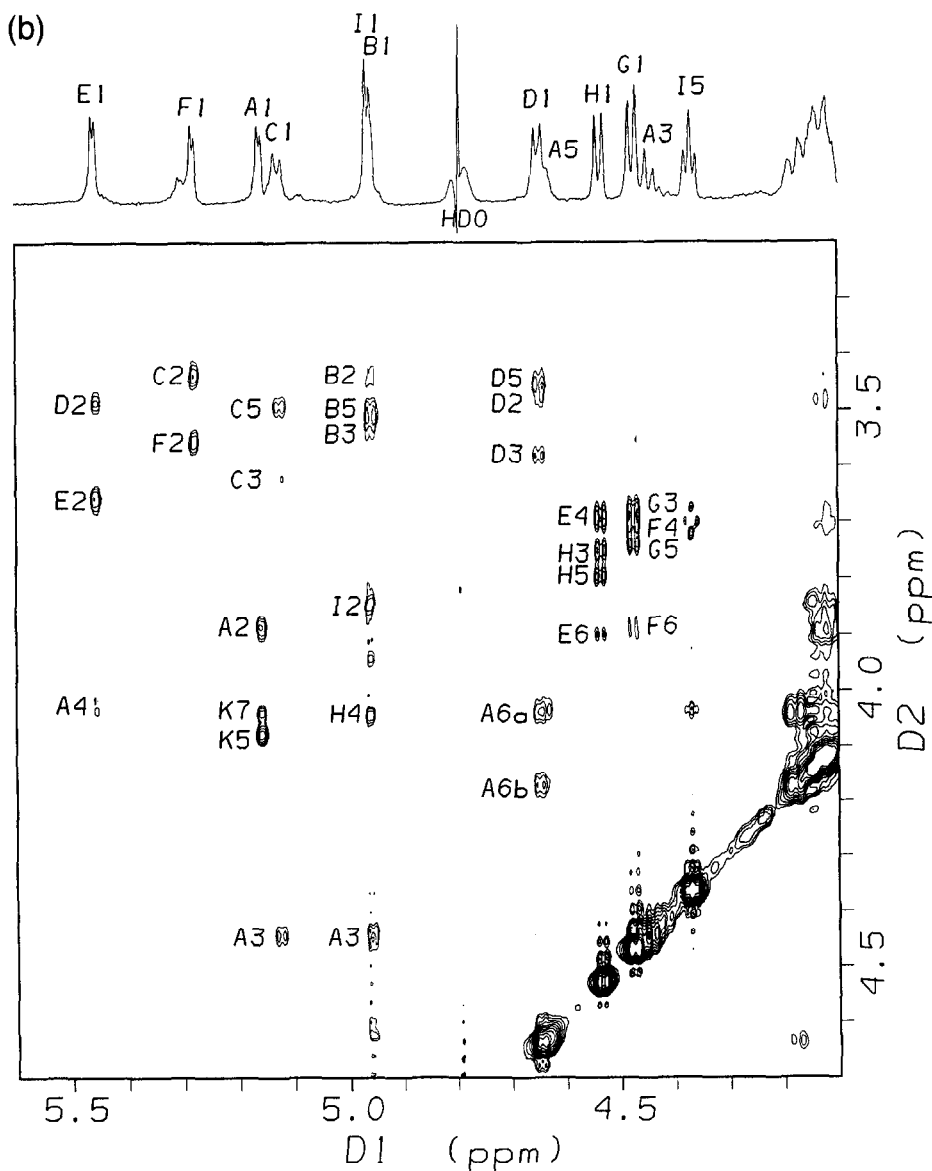 (b)
I1
B1
G1
E1
F1
A1
C1
D1
A5
H1
A3
I5
HDO
C2
B2
D5
D2
C5
B5
D2
F2
B3
D3
C3
E2
E4
G3
F4
H3
G5
H5
I2
A2
E6
F6
A4
K7
H4
A6a
K5
A6b
A3
A3
3.5
4.0
4.5
D2 (ppm)
5.5
5.0
4.5
D1 (ppm)